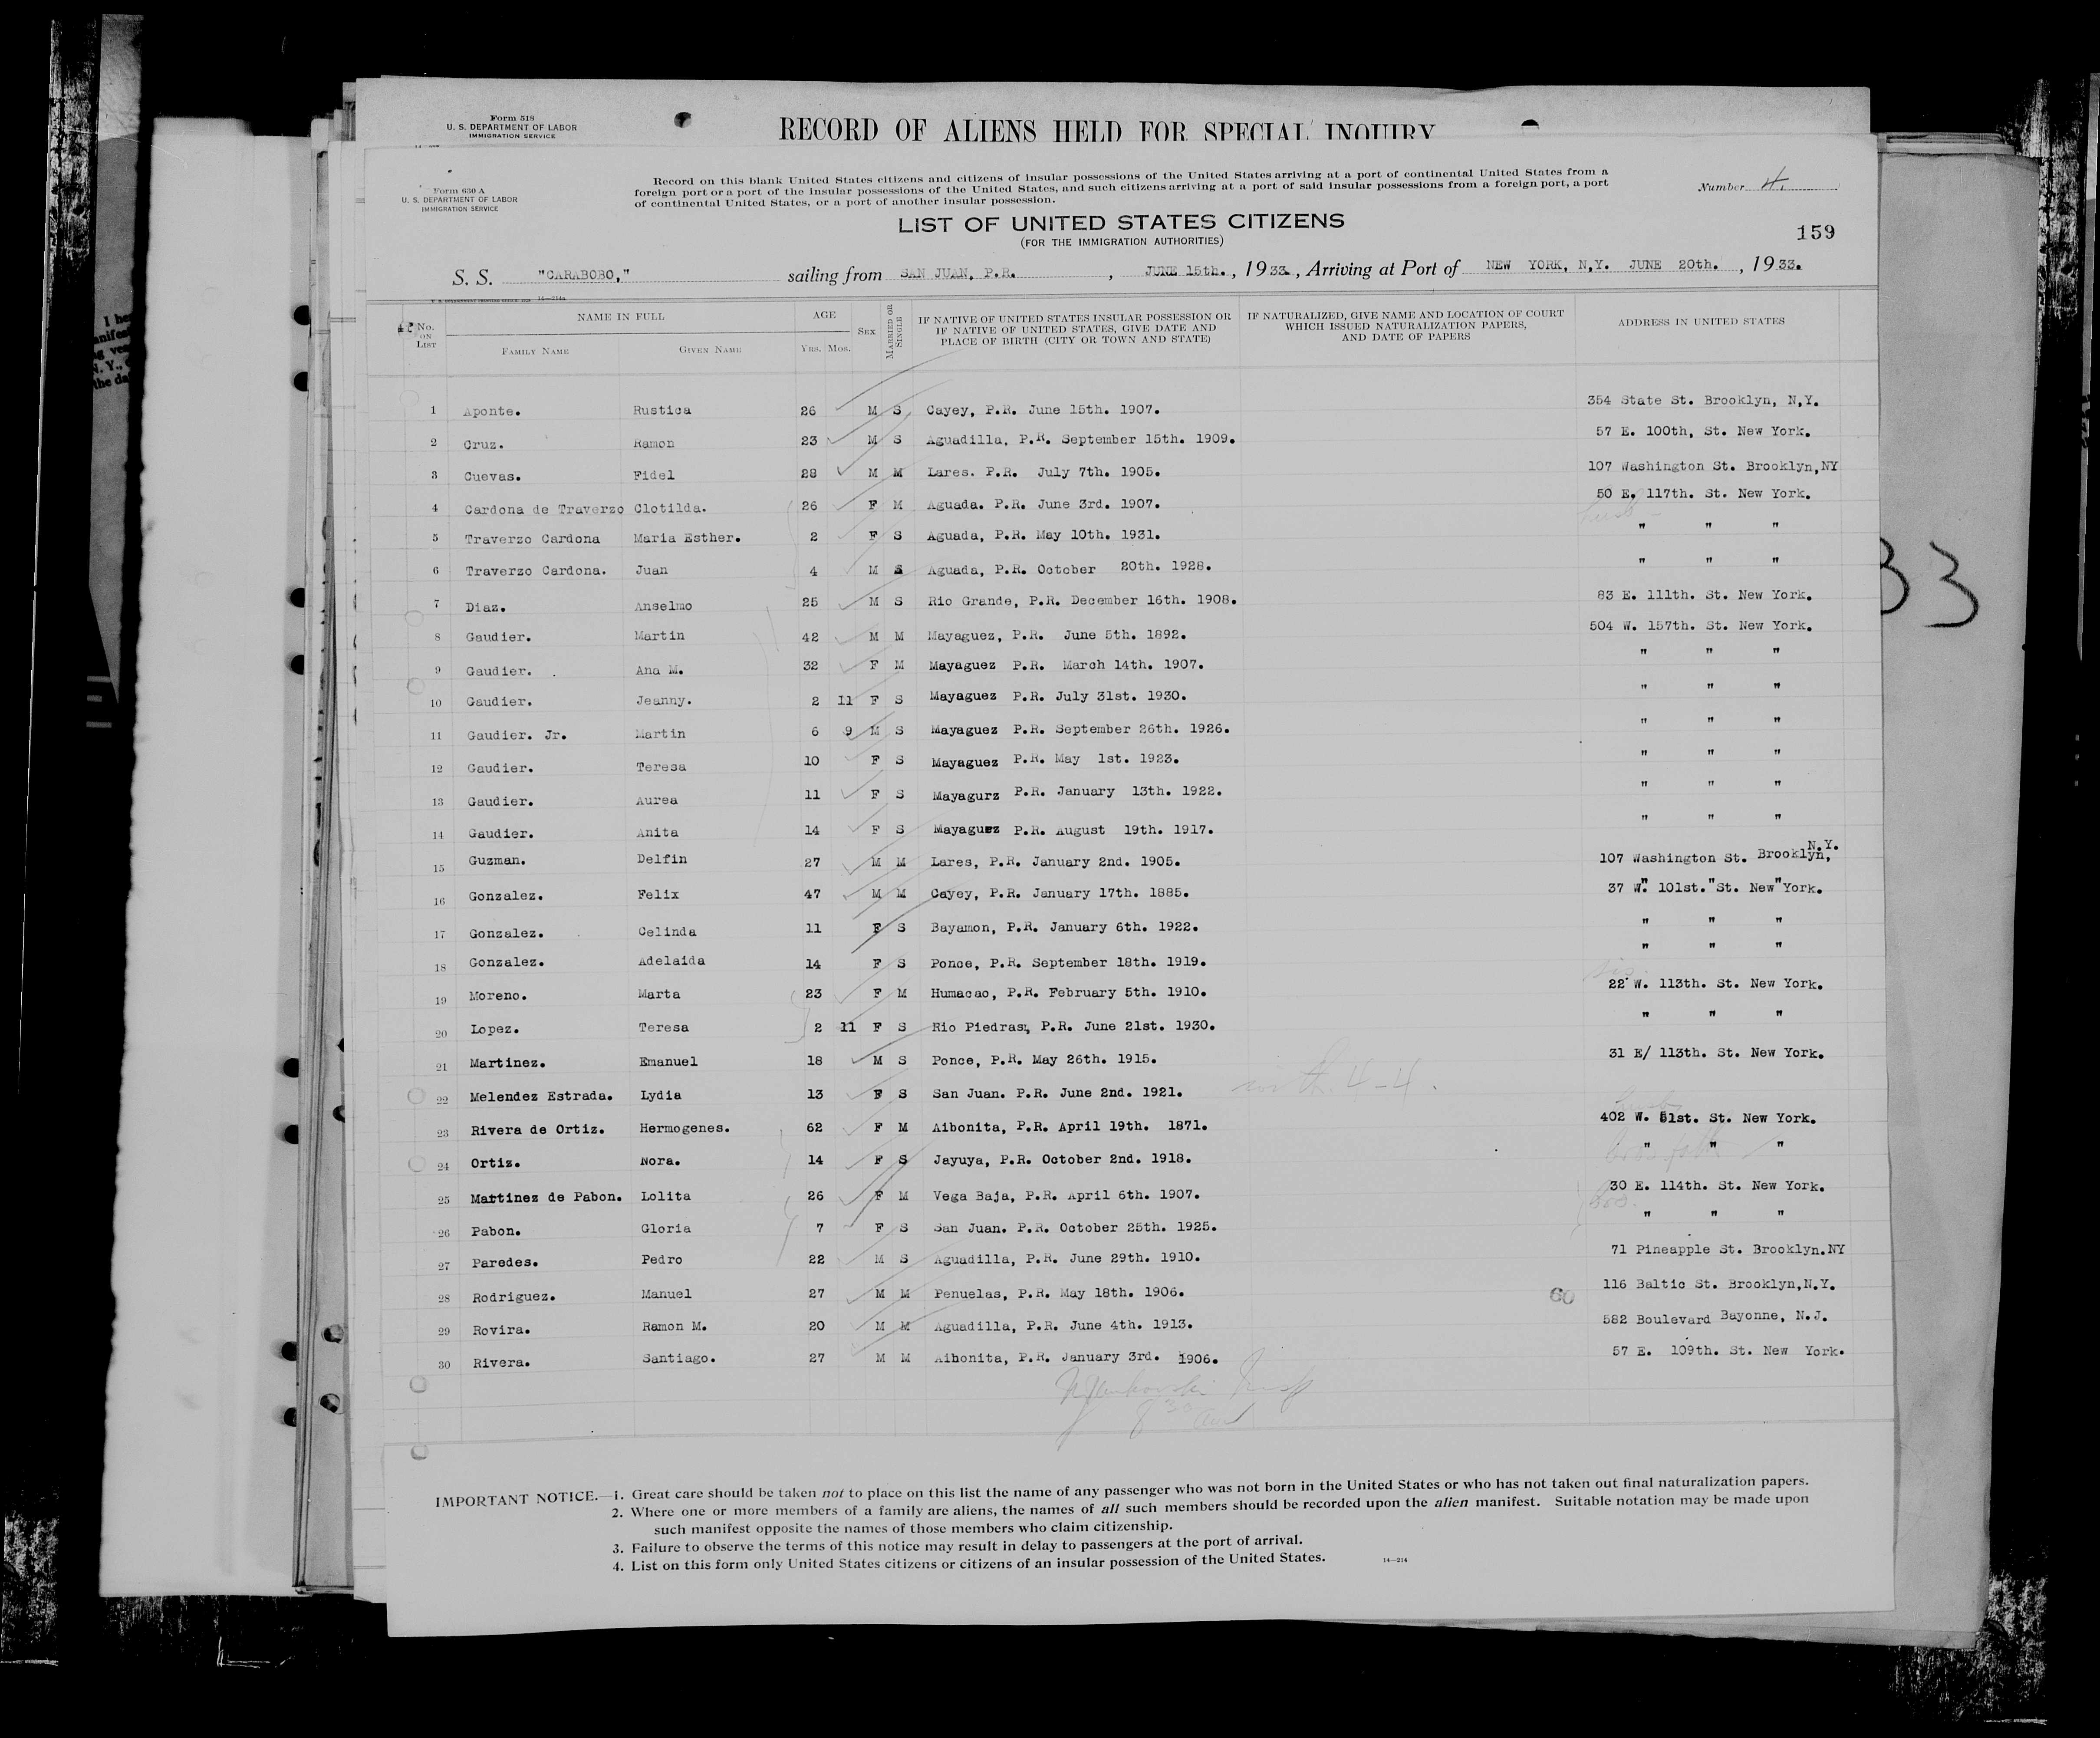 Form 518
U. S. DEPARTMENT OF LABOR
IMMIGRATION SERVICE
RECORD OF ALIENS HELD FOR SPECIAL INQUIRY
Form 630 A
U. S. DEPARTMENT OF LABOR
IMMIGRATION SERVICE
Record on this blank United States citizens and citizens of insular possessions of the United States arriving at a port of continental United States from a
foreign port or a port of the insular possessions of the United States, and such citizens arriving at a port of said insular possessions from a foreign port, a port
of continental United States, or a port of another insular possession.
Number 4.
LIST OF UNITED STATES CITIZENS
(FOR THE IMMIGRATION AUTHORITIES)
159
S. S. "CARABOBO," sailing from SAN JUAN, P.R. , JUNE 15th. , 1933. , Arriving at Port of NEW YORK, N,Y. JUNE 20th. , 1933.
14—214a
No. ON LIST NAME IN FULL FAMILY NAME GIVEN NAME AGE YRS. MOS. SEX MARRIED OR SINGLE IF NATIVE OF UNITED STATES INSULAR POSSESSION OR IF NATIVE OF UNITED STATES, GIVE DATE AND PLACE OF BIRTH (CITY OR TOWN AND STATE) IF NATURALIZED, GIVE NAME AND LOCATION OF COURT WHICH ISSUED NATURALIZATION PAPERS, AND DATE OF PAPERS ADDRESS IN UNITED STATES
1 Aponte. Rustica 26 M S Cayey, P.R. June 15th. 1907. 354 State St. Brooklyn, N,Y.
2 Cruz. Ramon 23 M S Aguadilla, P.R. September 15th. 1909. 57 E. 100th, St. New York.
3 Cuevas. Fidel 28 M M Lares. P.R. July 7th. 1905. 107 Washington St. Brooklyn,NY
4 Cardona de Traverzo Clotilda. 26 F M Aguada. P.R. June 3rd. 1907. 50 E. 117th. St. New York.
5 Traverzo Cardona Maria Esther. 2 F S Aguada, P.R. May 10th. 1931. " " "
6 Traverzo Cardona. Juan 4 M S Aguada, P.R. October 20th. 1928. " " "
7 Diaz. Anselmo 25 M S Rio Grande, P.R. December 16th. 1908. 83 E. 111th. St. New York.
8 Gaudier. Martin 42 M M Mayaguez, P.R. June 5th. 1892. 504 W. 157th. St. New York.
9 Gaudier. Ana M. 32 F M Mayaguez P.R. March 14th. 1907. " " "
10 Gaudier. Jeanny. 2 11 F S Mayaguez P.R. July 31st. 1930. " " "
11 Gaudier. Jr. Martin 6 9 M S Mayaguez P.R. September 26th. 1926. " " "
12 Gaudier. Teresa 10 F S Mayaguez P.R. May 1st. 1923. " " "
13 Gaudier. Aurea 11 F S Mayagurz P.R. January 13th. 1922. " " "
14 Gaudier. Anita 14 F S Mayaguez P.R. August 19th. 1917. " " "
15 Guzman. Delfin 27 M M Lares, P.R. January 2nd. 1905. 107 Washington St. Brooklyn, N.Y.
16 Gonzalez. Felix 47 M M Cayey, P.R. January 17th. 1885. 37 W. 101st. St. New York.
17 Gonzalez. Celinda 11 F S Bayamon, P.R. January 6th. 1922. " " "
18 Gonzalez. Adelaida 14 F S Ponce, P.R. September 18th. 1919. " " "
19 Moreno. Marta 23 F M Humacao, P.R. February 5th. 1910. 22 W. 113th. St. New York.
20 Lopez. Teresa 2 11 F S Rio Piedras, P.R. June 21st. 1930. " " "
21 Martinez. Emanuel 18 M S Ponce, P.R. May 26th. 1915. 31 E/ 113th. St. New York.
22 Melendez Estrada. Lydia 13 F S San Juan. P.R. June 2nd. 1921. with 4-4.
23 Rivera de Ortiz. Hermogenes. 62 F M Aibonita, P.R. April 19th. 1871. 402 W. 51st. St. New York.
24 Ortiz. Nora. 14 F S Jayuya, P.R. October 2nd. 1918. " " "
25 Martinez de Pabon. Lolita 26 F M Vega Baja, P.R. April 6th. 1907. 30 E. 114th. St. New York.
26 Pabon. Gloria 7 F S San Juan. P.R. October 25th. 1925. " " "
27 Paredes. Pedro 22 M S Aguadilla, P.R. June 29th. 1910. 71 Pineapple St. Brooklyn.NY
28 Rodriguez. Manuel 27 M M Penuelas, P.R. May 18th. 1906. 60 116 Baltic St. Brooklyn,N.Y.
29 Rovira. Ramon M. 20 M M Aguadilla, P.R. June 4th. 1913. 582 Boulevard Bayonne, N.J.
30 Rivera. Santiago. 27 M M Aibonita, P.R. January 3rd. 1906. 57 E. 109th. St. New York.
33
IMPORTANT NOTICE.—1. Great care should be taken not to place on this list the name of any passenger who was not born in the United States or who has not taken out final naturalization papers.
2. Where one or more members of a family are aliens, the names of all such members should be recorded upon the alien manifest. Suitable notation may be made upon
such manifest opposite the names of those members who claim citizenship.
3. Failure to observe the terms of this notice may result in delay to passengers at the port of arrival.
4. List on this form only United States citizens or citizens of an insular possession of the United States.
14—214